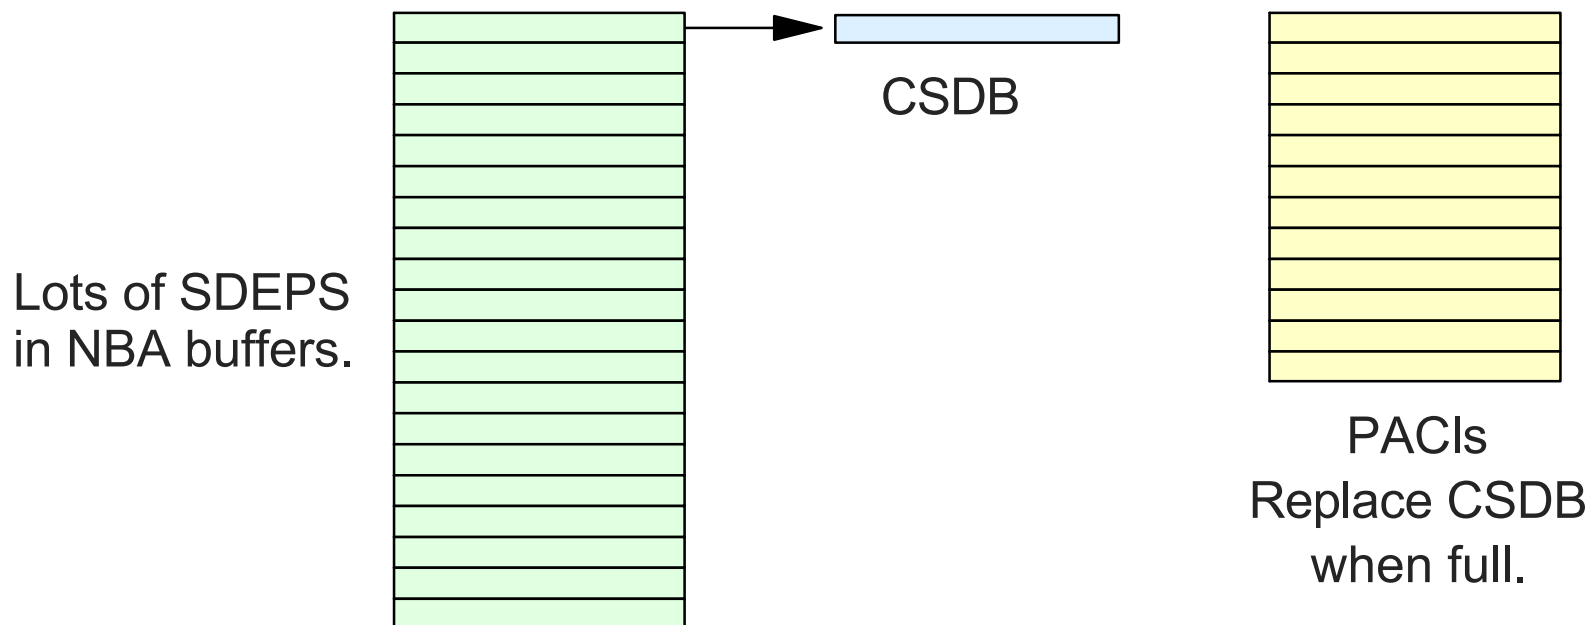 CSDB
Lots of SDEPS
in NBA buffers.
PACIs
Replace CSDB
when full.